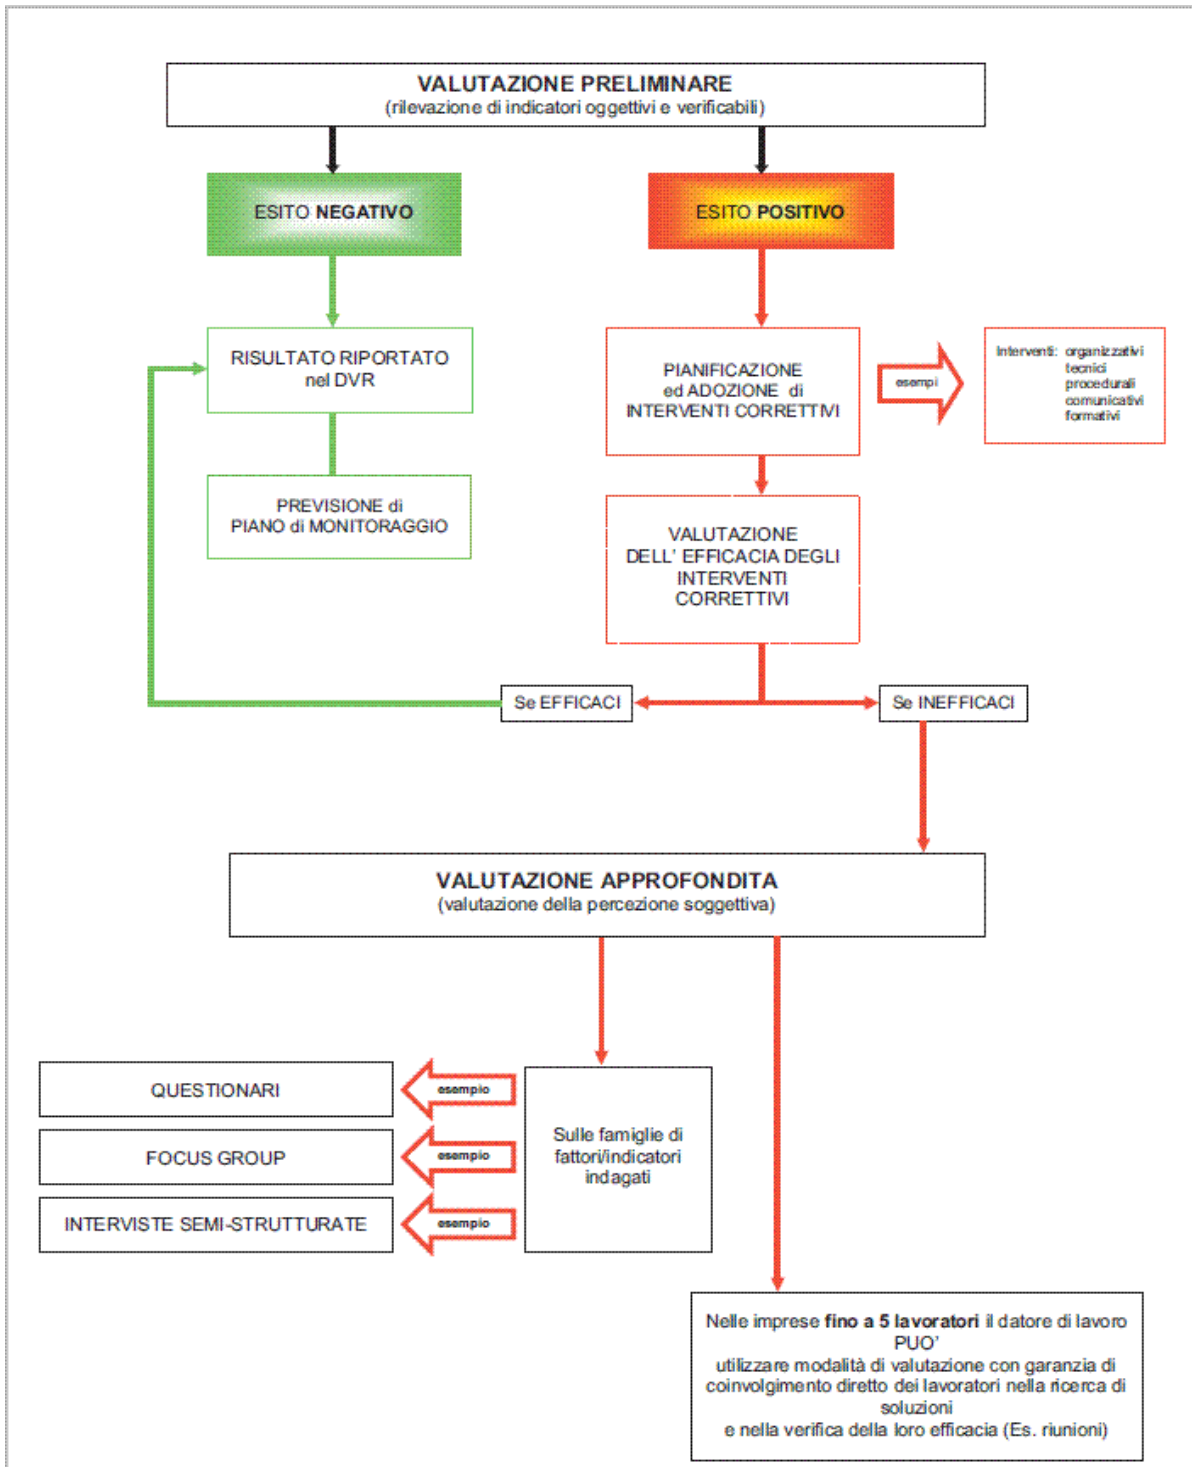 VALUTAZIONE PRELIMINARE
(rilevazione di indicatori oggettivi e verificabili)
ESITO NEGATIVO
ESITO POSITIVO
RISULTATO RIPORTATO
nel DVR
PIANIFICAZIONE
ed ADOZIONE di
INTERVENTI CORRETTIVI
esempi
Interventi: organizzativi
tecnici
procedurali
comunicativi
formativi
PREVISIONE di
PIANO di MONITORAGGIO
VALUTAZIONE
DELL' EFFICACIA DEGLI
INTERVENTI
CORRETTIVI
Se EFFICACI
Se INEFFICACI
VALUTAZIONE APPROFONDITA
(valutazione della percezione soggettiva)
QUESTIONARI
esempio
FOCUS GROUP
esempio
INTERVISTE SEMI-STRUTTURATE
esempio
Sulle famiglie di
fattori/indicatori
indagati
Nelle imprese fino a 5 lavoratori il datore di lavoro
PUO'
utilizzare modalità di valutazione con garanzia di
coinvolgimento diretto dei lavoratori nella ricerca di
soluzioni
e nella verifica della loro efficacia (Es. riunioni)